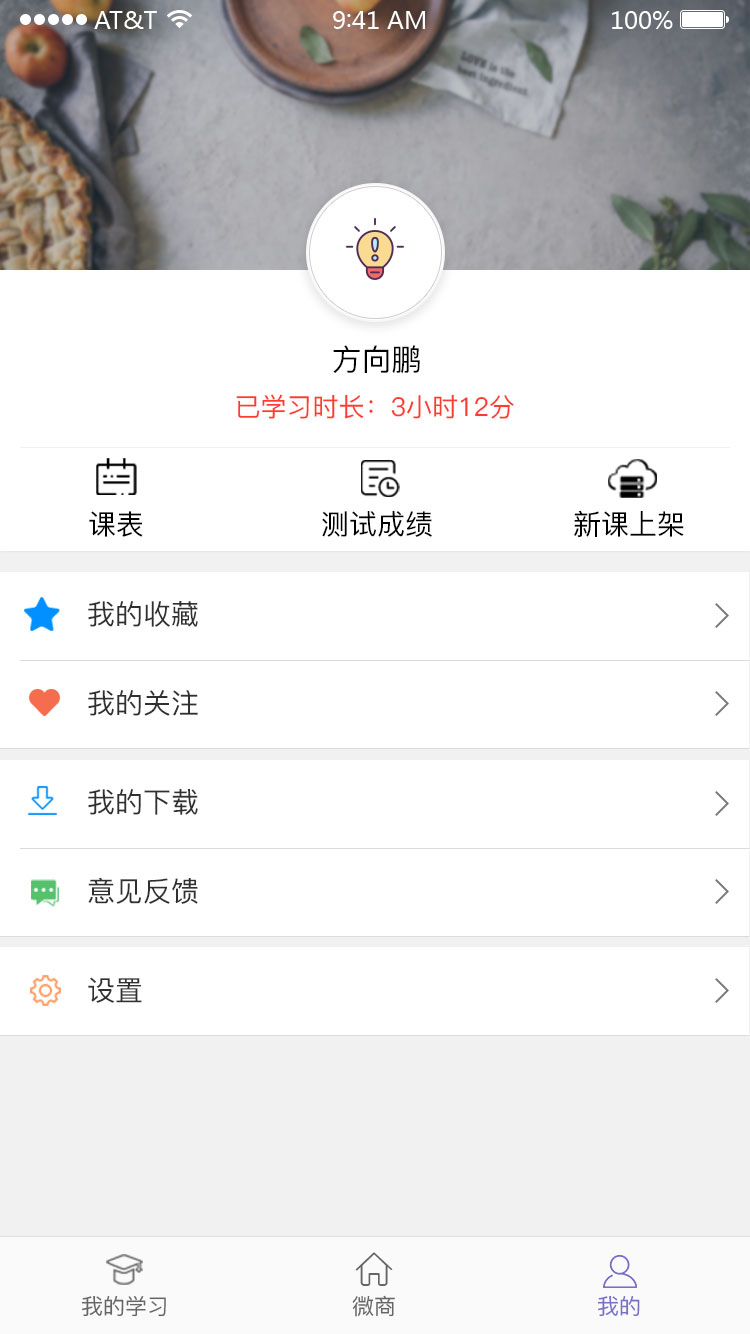 AT&T 9:41 AM 100%
LOVE is the
best ingredient.
方向鹏
已学习时长：3小时12分
课表 测试成绩 新课上架
我的收藏
我的关注
我的下载
意见反馈
设置
我的学习 微商 我的